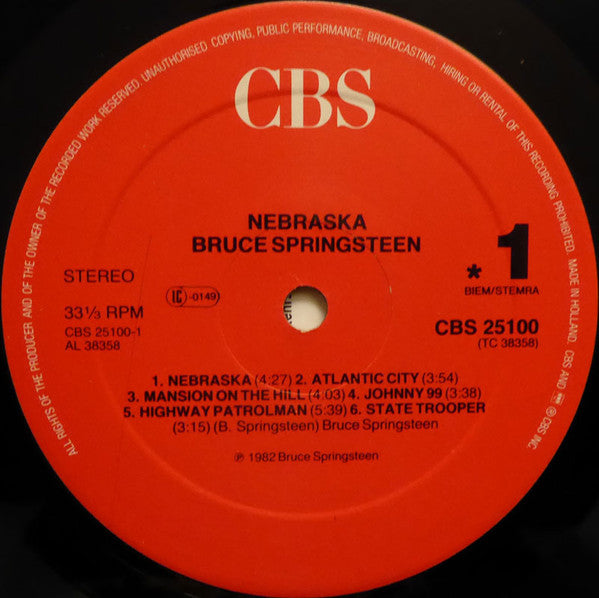 ALL RIGHTS OF THE PRODUCER AND OF THE OWNER OF THE RECORDED WORK RESERVED. UNAUTHORISED COPYING, PUBLIC PERFORMANCE, BROADCASTING, HIRING OR RENTAL OF THIS RECORDING PROHIBITED. MADE IN HOLLAND. CBS AND ® © CBS INC.
CBS
NEBRASKA
BRUCE SPRINGSTEEN
* 1
STEREO
BIEM/STEMRA
33⅓ RPM
IC -0149
CBS 25100-1
AL 38358
CBS 25100
(TC 38358)
1. NEBRASKA (4:27) 2. ATLANTIC CITY (3:54)
3. MANSION ON THE HILL (4:03) 4. JOHNNY 99 (3:38)
5. HIGHWAY PATROLMAN (5:39) 6. STATE TROOPER
(3:15) (B. Springsteen) Bruce Springsteen
℗ 1982 Bruce Springsteen